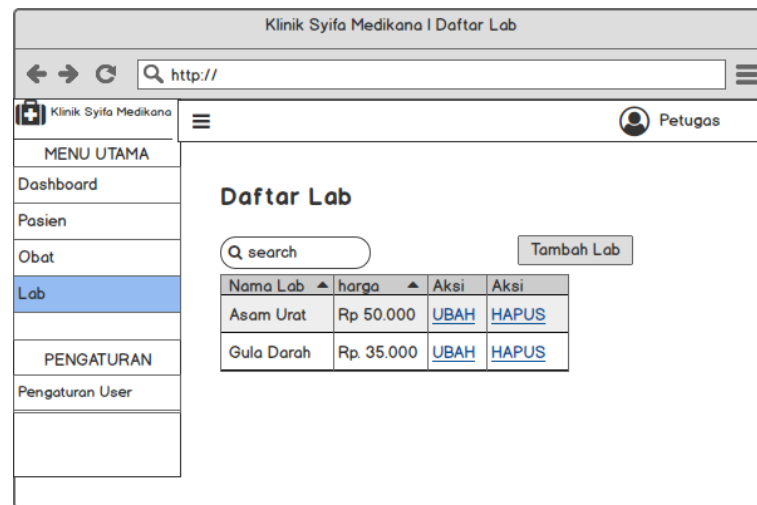 Klinik Syifa Medikana | Daftar Lab
http://
Klinik Syifa Medikana
Petugas
MENU UTAMA
Dashboard
Pasien
Obat
Lab
PENGATURAN
Pengaturan User
Daftar Lab
search
Tambah Lab
Nama Lab harga Aksi Aksi
Asam Urat Rp 50.000 UBAH HAPUS
Gula Darah Rp. 35.000 UBAH HAPUS